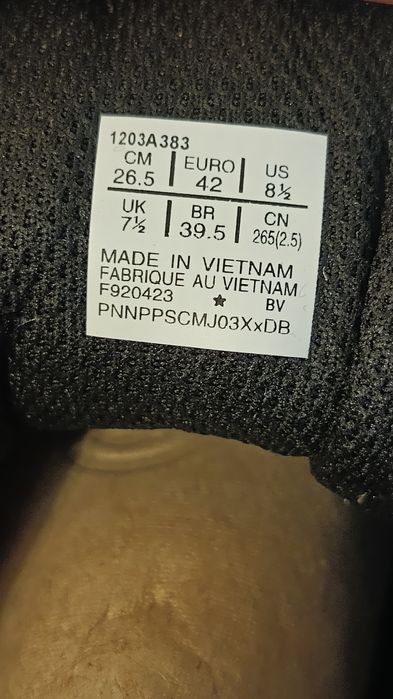 1203A383
CM EURO US
26.5 42 8½
UK BR CN
7½ 39.5 265(2.5)
MADE IN VIETNAM
FABRIQUE AU VIETNAM
F920423 ★ BV
PNNPPSCMJ03XxDB